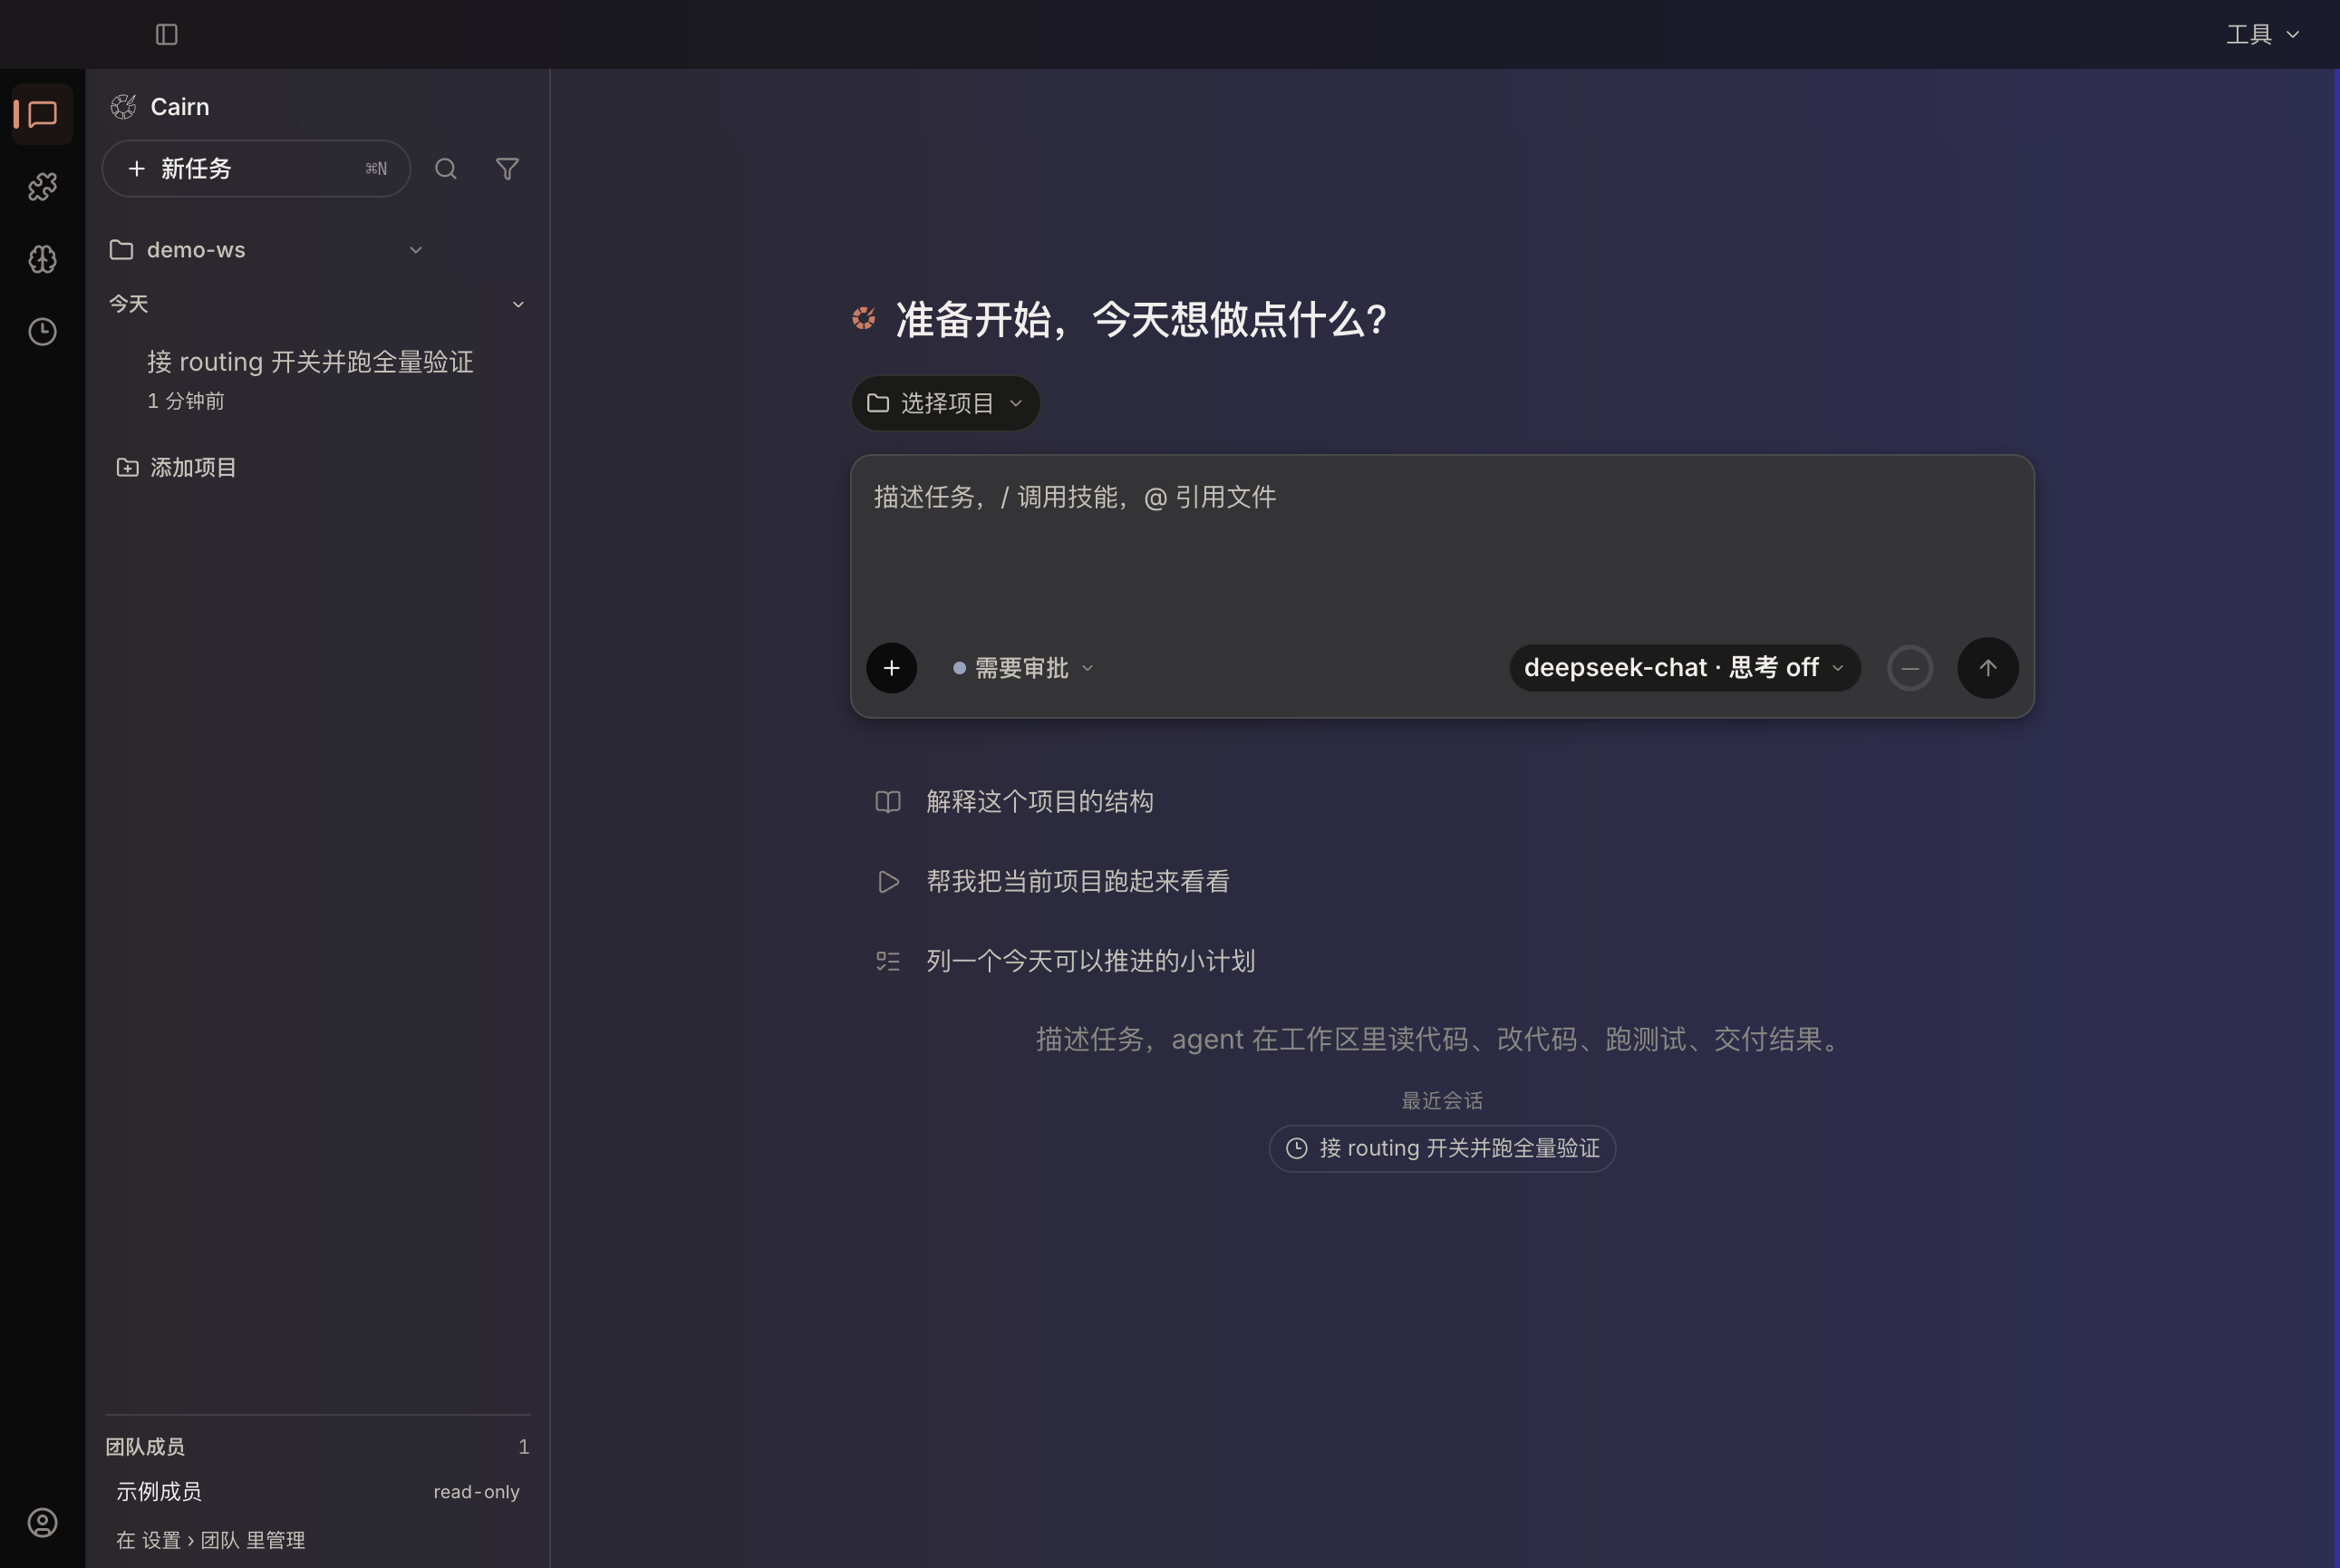 工具
Cairn
新任务 ⌘N
demo-ws
今天
接 routing 开关并跑全量验证
1 分钟前
添加项目
准备开始，今天想做点什么？
选择项目
描述任务，/ 调用技能，@ 引用文件
需要审批
deepseek-chat · 思考 off
解释这个项目的结构
帮我把当前项目跑起来看看
列一个今天可以推进的小计划
描述任务，agent 在工作区里读代码、改代码、跑测试、交付结果。
最近会话
接 routing 开关并跑全量验证
团队成员 1
示例成员 read-only
在 设置 › 团队 里管理